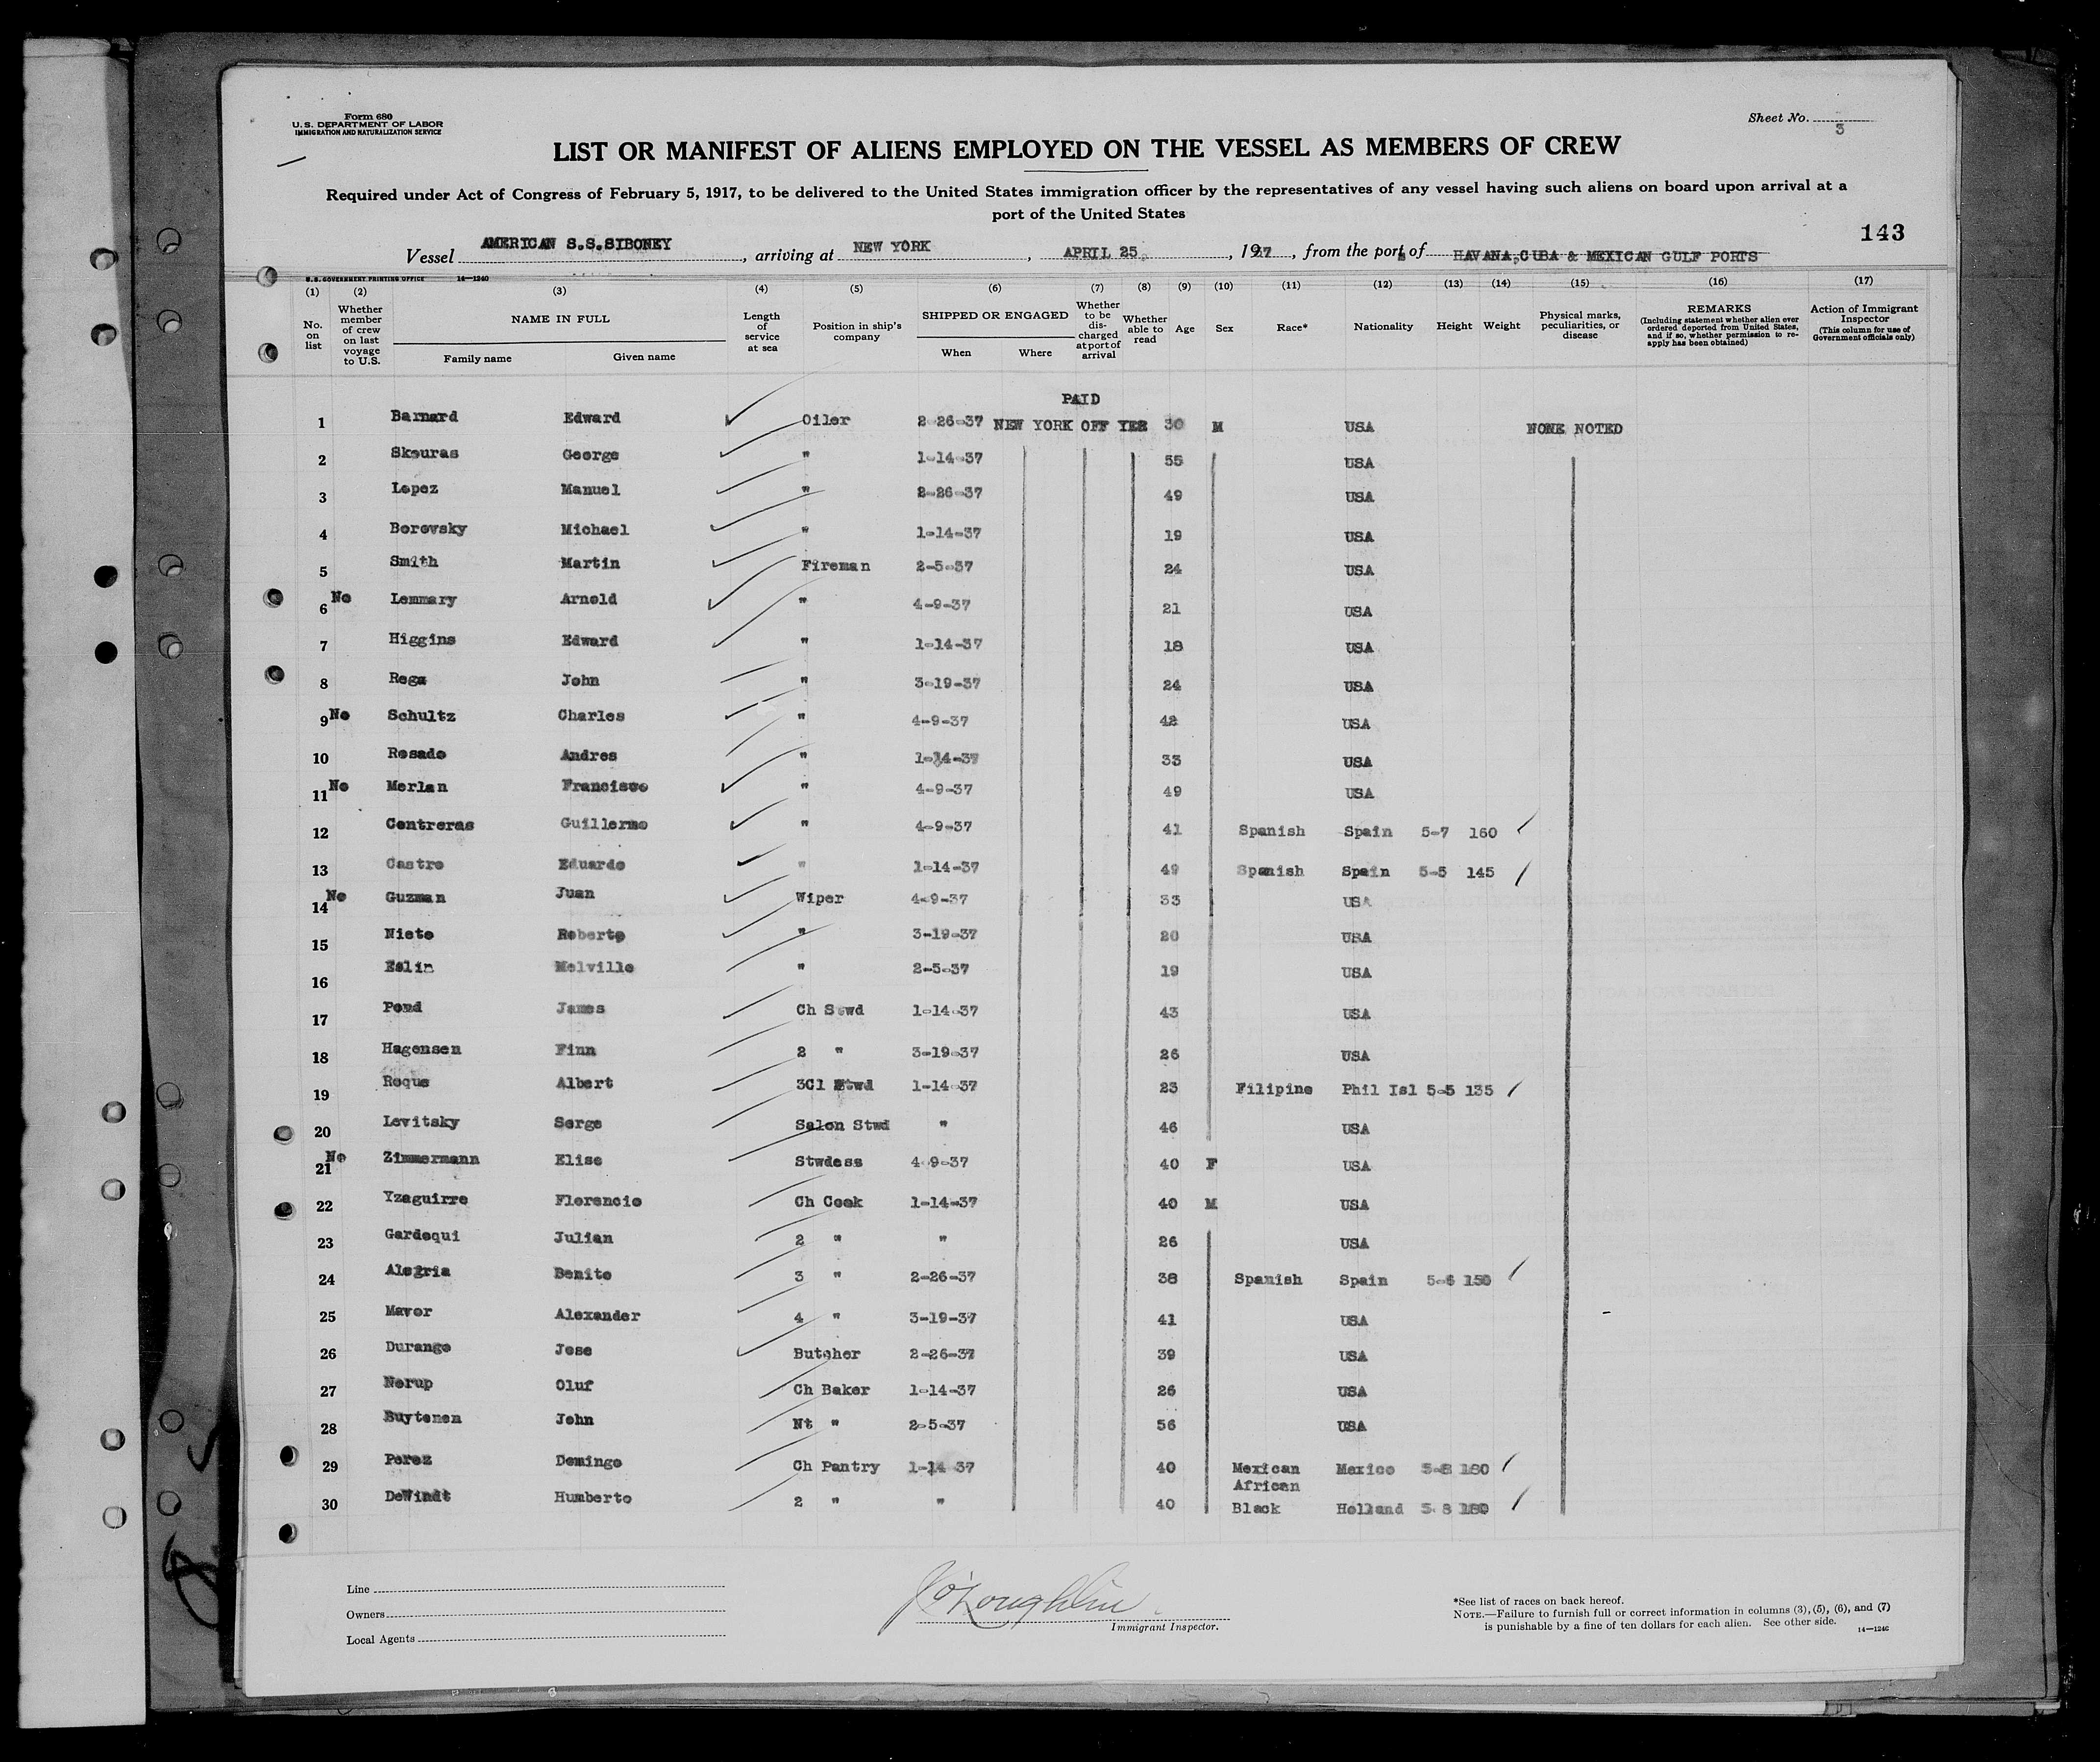 Form 680
U. S. DEPARTMENT OF LABOR
IMMIGRATION AND NATURALIZATION SERVICE
Sheet No. 3
LIST OR MANIFEST OF ALIENS EMPLOYED ON THE VESSEL AS MEMBERS OF CREW
Required under Act of Congress of February 5, 1917, to be delivered to the United States immigration officer by the representatives of any vessel having such aliens on board upon arrival at a
port of the United States
143
Vessel AMERICAN S.S.SIBONEY, arriving at NEW YORK, APRIL 25, 1937, from the port of HAVANA,CUBA & MEXICAN GULF PORTS
U. S. GOVERNMENT PRINTING OFFICE 14—1240
(1) (2) (3) (4) (5) (6) (7) (8) (9) (10) (11) (12) (13) (14) (15) (16) (17)
No. on list
Whether member of crew on last voyage to U.S.
NAME IN FULL
Family name Given name
Length of service at sea
Position in ship's company
SHIPPED OR ENGAGED
When Where
Whether to be discharged at port of arrival
Whether able to read
Age
Sex
Race*
Nationality
Height
Weight
Physical marks, peculiarities, or disease
REMARKS
(Including statement whether alien ever ordered deported from United States, and if so, whether permission to reapply has been obtained)
Action of Immigrant Inspector
(This column for use of Government officials only)
PAID
1 Barnard Edward Oiler 2-26-37 NEW YORK OFF YES 30 M USA NONE NOTED
2 Skouras George " 1-14-37 55 USA
3 Lopez Manuel " 2-26-37 49 USA
4 Borovsky Michael " 1-14-37 19 USA
5 Smith Martin Fireman 2-5-37 24 USA
6 No Lemmary Arnold " 4-9-37 21 USA
7 Higgins Edward " 1-14-37 18 USA
8 Rega John " 3-19-37 24 USA
9 No Schultz Charles " 4-9-37 42 USA
10 Rosado Andres " 1-14-37 33 USA
11 No Merlan Francisco " 4-9-37 49 USA
12 Contreras Guillermo " 4-9-37 41 Spanish Spain 5-7 160
13 Castro Eduardo " 1-14-37 49 Spanish Spain 5-5 145
14 No Guzman Juan Wiper 4-9-37 33 USA
15 Nieto Roberto " 3-19-37 20 USA
16 Eslin Melville " 2-5-37 19 USA
17 Pond James Ch Stwd 1-14-37 43 USA
18 Hagensen Finn 2 " 3-19-37 26 USA
19 Roque Albert 3Cl Stwd 1-14-37 23 Filipino Phil Isl 5-5 135
20 Levitsky Serge Salon Stwd " 46 USA
21 No Zimmermann Elise Stwdess 4-9-37 40 F USA
22 Yzaguirre Florencio Ch Cook 1-14-37 40 M USA
23 Gardoqui Julian 2 " " 26 USA
24 Alegria Benito 3 " 2-26-37 38 Spanish Spain 5-6 150
25 Mavor Alexander 4 " 3-19-37 41 USA
26 Durango Jose Butcher 2-26-37 39 USA
27 Norup Oluf Ch Baker 1-14-37 26 USA
28 Buytenen John Nt " 2-5-37 56 USA
29 Perez Domingo Ch Pantry 1-14-37 40 Mexican Mexico 5-8 180
African
30 DeWindt Humberto 2 " " 40 Black Holland 5-8 180
Line
Owners
Local Agents
J O'Loughlin
Immigrant Inspector.
*See list of races on back hereof.
NOTE.—Failure to furnish full or correct information in columns (3), (5), (6), and (7)
is punishable by a fine of ten dollars for each alien. See other side. 14—1240